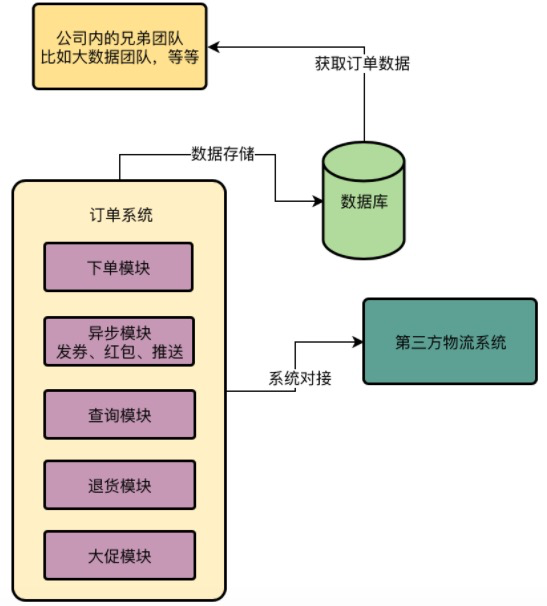 公司内的兄弟团队
比如大数据团队，等等
获取订单数据
数据存储
数据库
订单系统
下单模块
异步模块
发券、红包、推送
查询模块
退货模块
大促模块
系统对接
第三方物流系统